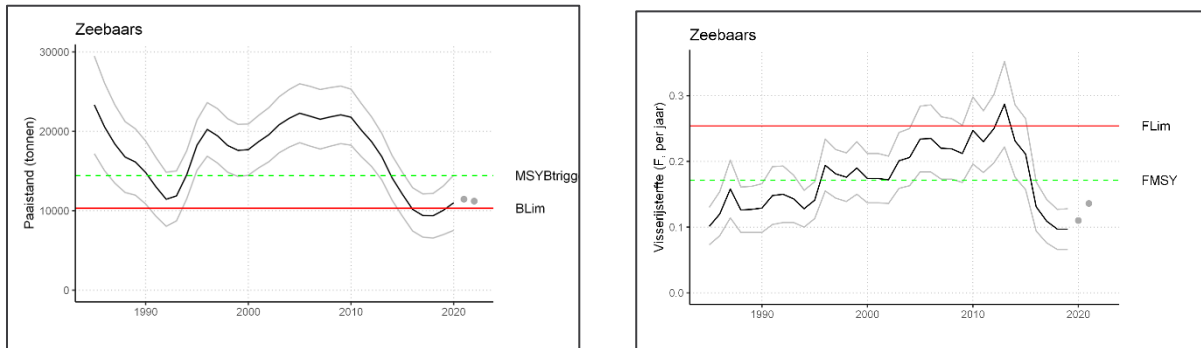 Zeebaars
Paaistand (tonnen)
30000
20000
10000
0
MSYBtrigg
BLim
1990
2000
2010
2020
Zeebaars
Visserijsterfte (F, per jaar)
0.3
0.2
0.1
0.0
FLim
FMSY
1990
2000
2010
2020